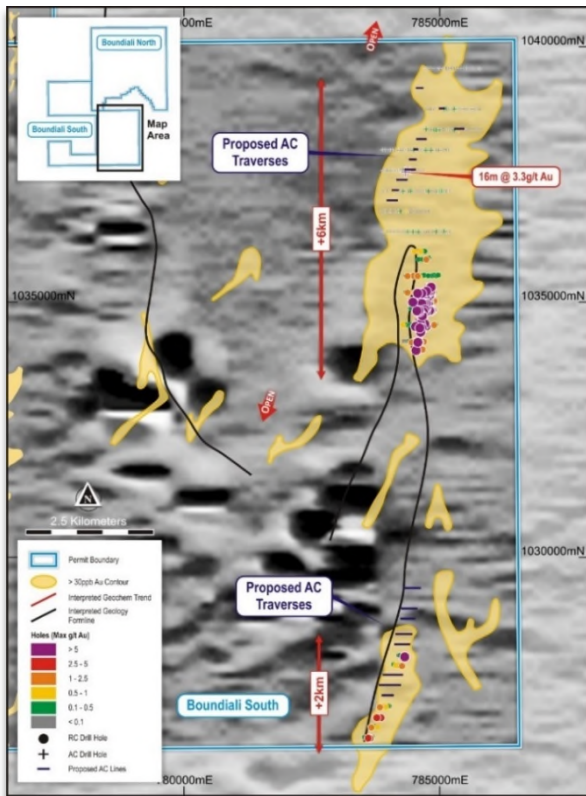 785000mE
1040000mN
OPEN
Boundiali North
Boundiali South
Map
Area
Proposed AC
Traverses
16m @ 3.3g/t Au
+6km
1035000mN
1035000mN
OPEN
N
2.5 Kilometers
1030000mN
Permit Boundary
> 30ppb Au Contour
Interpreted Geochem Trend
Interpreted Geology
Formline
Holes (Max g/t Au)
> 5
2.5 - 5
1 - 2.5
0.5 - 1
0.1 - 0.5
< 0.1
RC Drill Hole
AC Drill Hole
Proposed AC Lines
Proposed AC
Traverses
+2km
Boundiali South
780000mE
785000mE